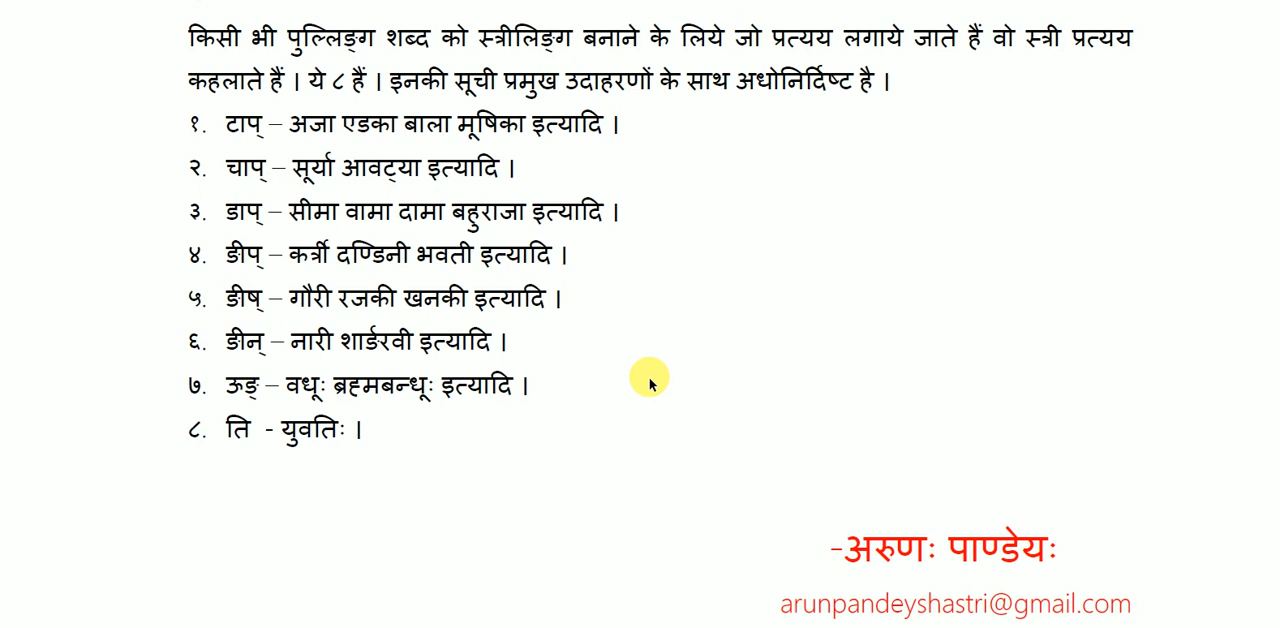 किसी भी पुल्लिङ्ग शब्द को स्त्रीलिङ्ग बनाने के लिये जो प्रत्यय लगाये जाते हैं वो स्त्री प्रत्यय
कहलाते हैं । ये ८ हैं । इनकी सूची प्रमुख उदाहरणों के साथ अधोनिर्दिष्ट है ।
१. टाप् – अजा एडका बाला मूषिका इत्यादि ।
२. चाप् – सूर्या आवट्या इत्यादि ।
३. डाप् – सीमा वामा दामा बहुराजा इत्यादि ।
४. ङीप् – कर्त्री दण्डिनी भवती इत्यादि ।
५. ङीष् – गौरी रजकी खनकी इत्यादि ।
६. ङीन् – नारी शार्ङरवी इत्यादि ।
७. ऊङ् – वधूः ब्रह्मबन्धूः इत्यादि ।
८. ति - युवतिः ।
-अरुणः पाण्डेयः
arunpandeyshastri@gmail.com